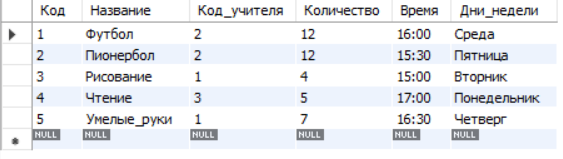 Код Название Код_учителя Количество Время Дни_недели
1 Футбол 2 12 16:00 Среда
2 Пионербол 2 12 15:30 Пятница
3 Рисование 1 4 15:00 Вторник
4 Чтение 3 5 17:00 Понедельник
5 Умелые_руки 1 7 16:30 Четверг
NULL NULL NULL NULL NULL NULL